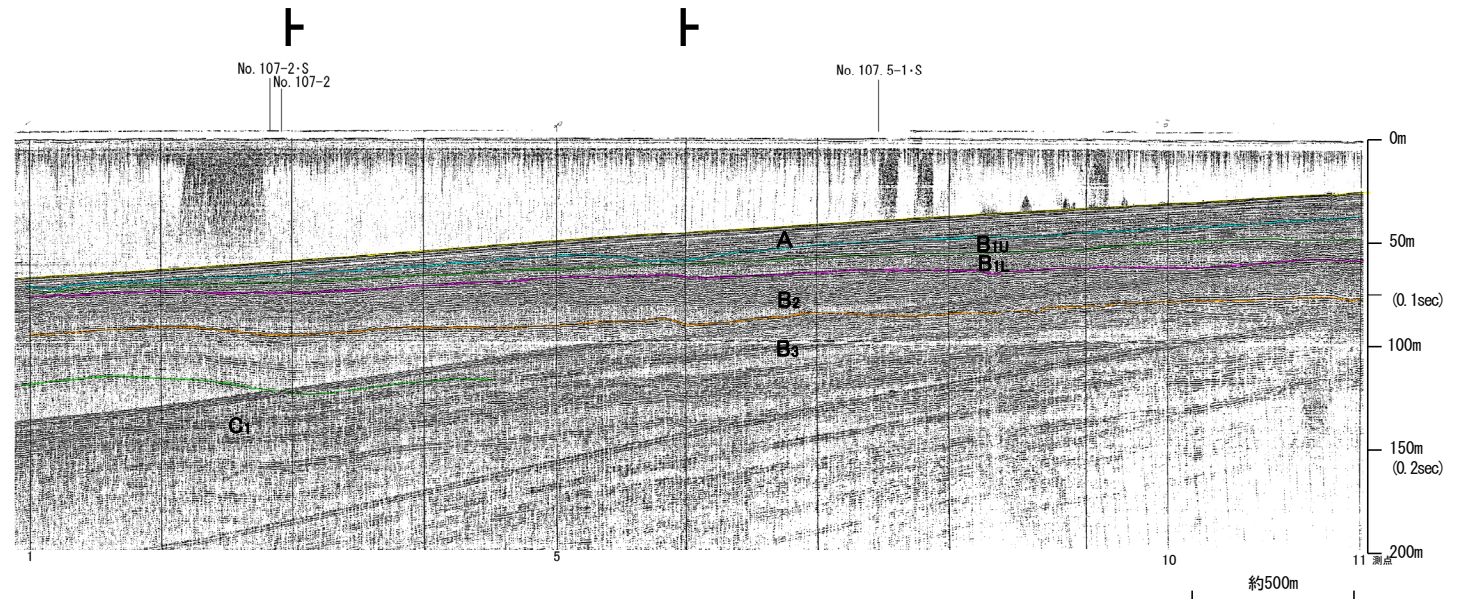 No. 107-2・S
No. 107-2
No. 107.5-1・S
0m
50m
(0.1sec)
100m
150m
(0.2sec)
200m
A
B1U
B1L
B2
B3
C1
1
5
10
11 測点
約500m